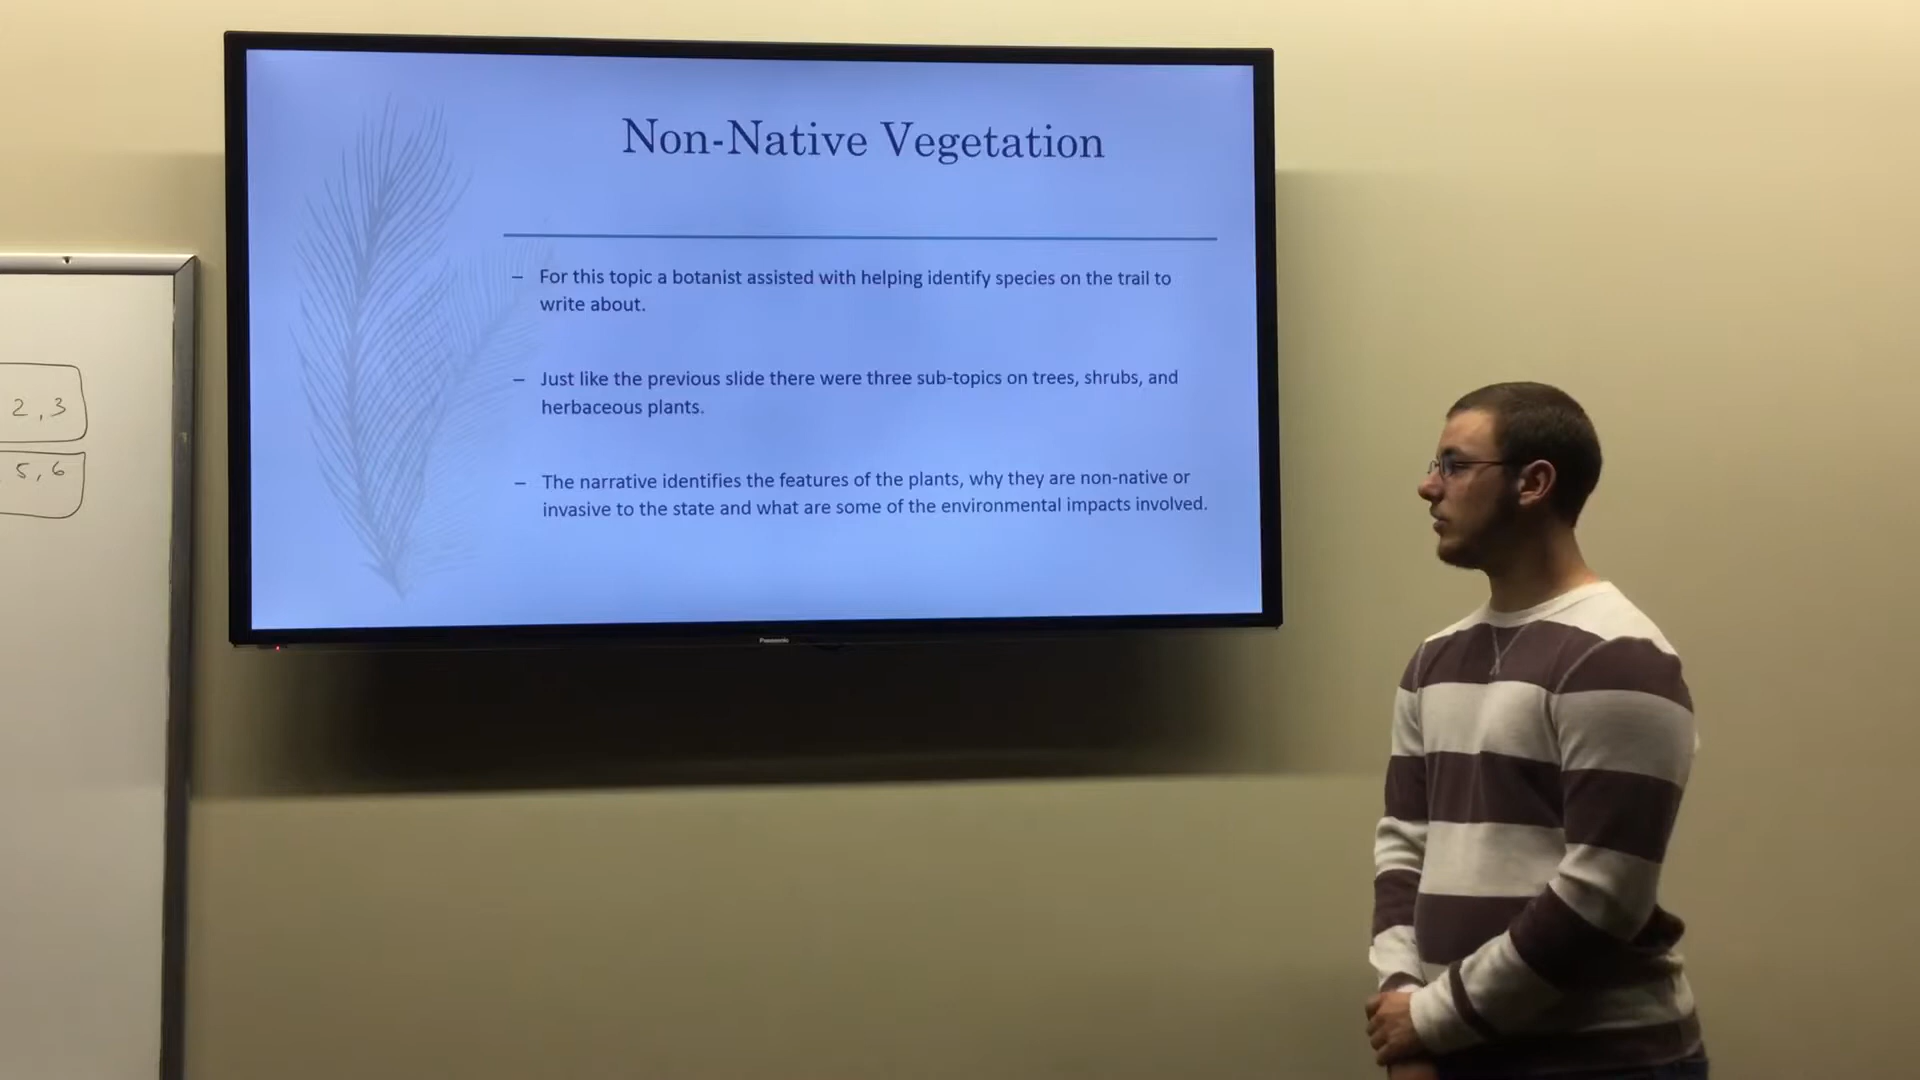 Non-Native Vegetation
– For this topic a botanist assisted with helping identify species on the trail to
write about.
– Just like the previous slide there were three sub-topics on trees, shrubs, and
herbaceous plants.
– The narrative identifies the features of the plants, why they are non-native or
invasive to the state and what are some of the environmental impacts involved.
Panasonic
2, 3
5, 6